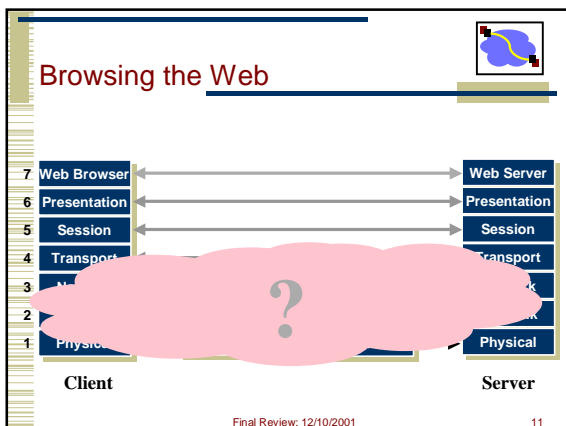 Browsing the Web
7 Web Browser Web Server
6 Presentation Presentation
5 Session Session
4 Transport Transport
3
?
2
1 Physical Physical
Client Server
Final Review: 12/10/2001 11